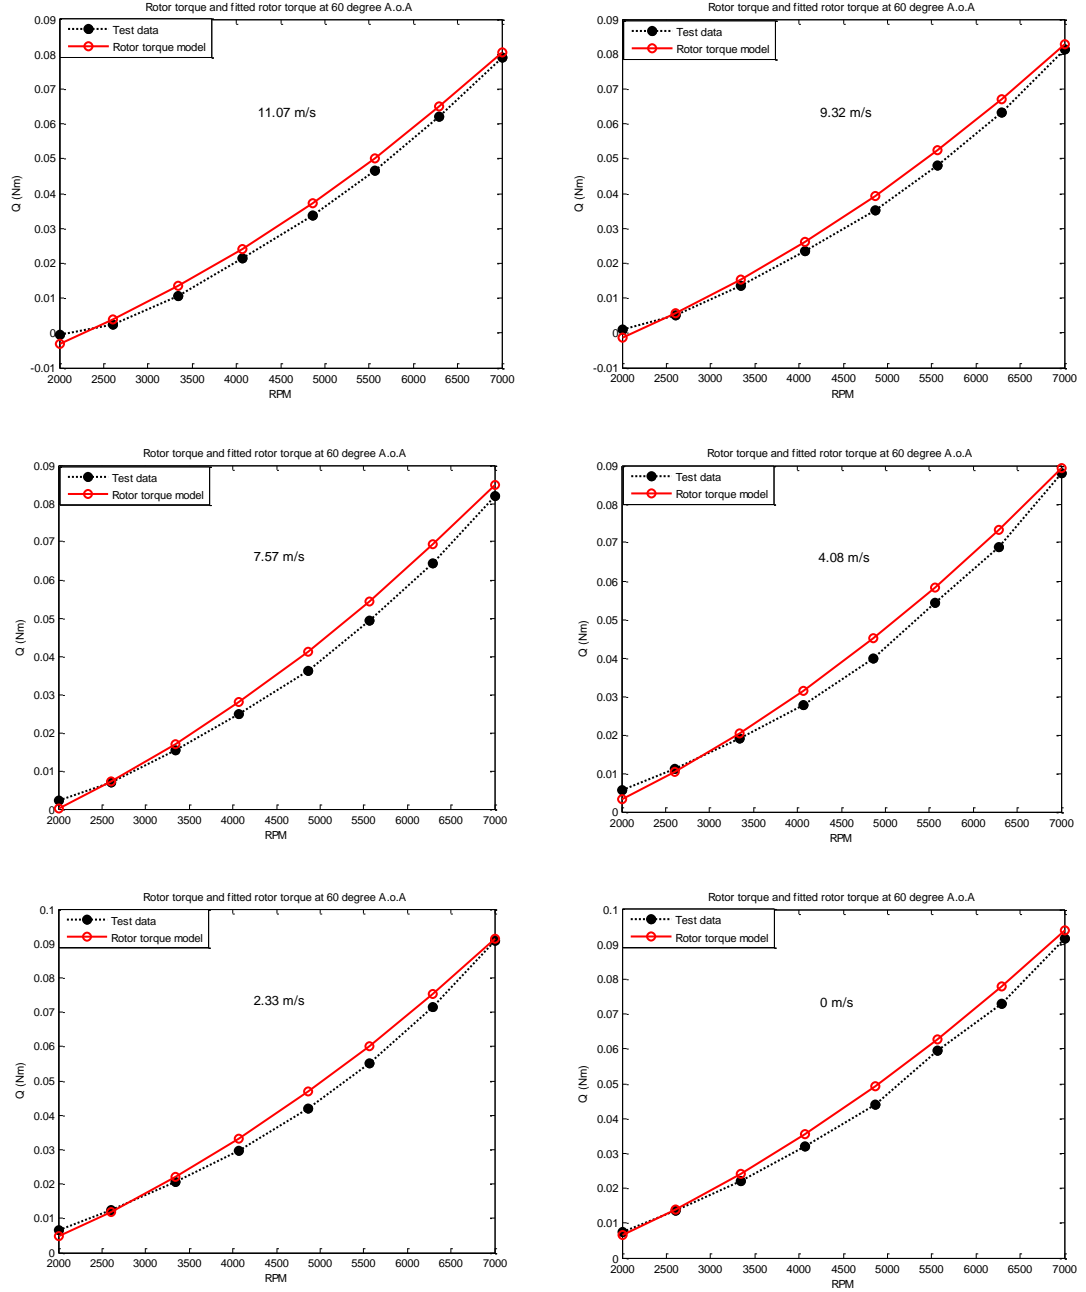 Rotor torque and fitted rotor torque at 60 degree A.o.A
0.09
0.08
0.07
0.06
0.05
0.04
0.03
0.02
0.01
0
-0.01
Q (Nm)
Test data
Rotor torque model
11.07 m/s
2000 2500 3000 3500 4000 4500 5000 5500 6000 6500 7000
RPM
Rotor torque and fitted rotor torque at 60 degree A.o.A
0.09
0.08
0.07
0.06
0.05
0.04
0.03
0.02
0.01
0
-0.01
Q (Nm)
Test data
Rotor torque model
9.32 m/s
2000 2500 3000 3500 4000 4500 5000 5500 6000 6500 7000
RPM
Rotor torque and fitted rotor torque at 60 degree A.o.A
0.09
0.08
0.07
0.06
0.05
0.04
0.03
0.02
0.01
0
Q (Nm)
Test data
Rotor torque model
7.57 m/s
2000 2500 3000 3500 4000 4500 5000 5500 6000 6500 7000
RPM
Rotor torque and fitted rotor torque at 60 degree A.o.A
0.09
0.08
0.07
0.06
0.05
0.04
0.03
0.02
0.01
0
Q (Nm)
Test data
Rotor torque model
4.08 m/s
2000 2500 3000 3500 4000 4500 5000 5500 6000 6500 7000
RPM
Rotor torque and fitted rotor torque at 60 degree A.o.A
0.1
0.09
0.08
0.07
0.06
0.05
0.04
0.03
0.02
0.01
0
Q (Nm)
Test data
Rotor torque model
2.33 m/s
2000 2500 3000 3500 4000 4500 5000 5500 6000 6500 7000
RPM
Rotor torque and fitted rotor torque at 60 degree A.o.A
0.1
0.09
0.08
0.07
0.06
0.05
0.04
0.03
0.02
0.01
0
Q (Nm)
Test data
Rotor torque model
0 m/s
2000 2500 3000 3500 4000 4500 5000 5500 6000 6500 7000
RPM